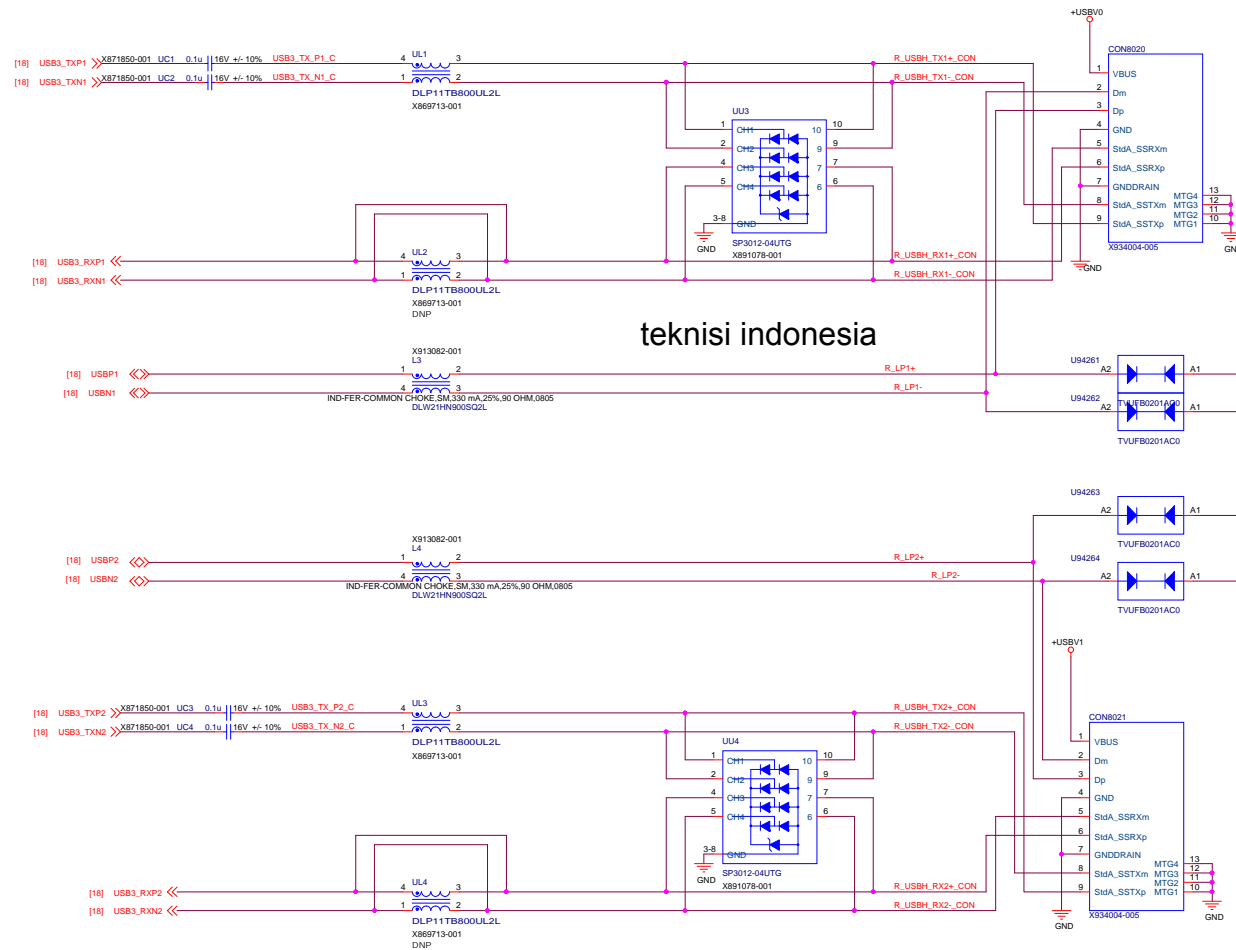 +USBV0
[18] USB3_TXP1 X871850-001 UC1 0.1u 16V +/- 10% USB3_TX_P1_C 4 UL1 3 R_USBH_TX1+_CON
[18] USB3_TXN1 X871850-001 UC2 0.1u 16V +/- 10% USB3_TX_N1_C 1 2 R_USBH_TX1-_CON
DLP11TB800UL2L
X869713-001
CON8020
1 VBUS
2 Dm
3 Dp
4 GND
5 StdA_SSRXm
6 StdA_SSRXp
7 GNDDRAIN
8 StdA_SSTXm
9 StdA_SSTXp
MTG4 13
MTG3 12
MTG2 11
MTG1 10
X934004-005
GND
UU3
1 CH1 10
2 CH2 9
4 CH3 7
5 CH4 6
3-8 GND
GND
SP3012-04UTG
X891078-001
[18] USB3_RXP1 4 UL2 3 R_USBH_RX1+_CON
[18] USB3_RXN1 1 2 R_USBH_RX1-_CON
DLP11TB800UL2L
X869713-001
DNP
teknisi indonesia
X913082-001
L3
[18] USBP1 1 2 R_LP1+
[18] USBN1 4 3 R_LP1-
IND-FER-COMMON CHOKE,SM,330 mA,25%,90 OHM,0805
DLW21HN900SQ2L
U94261
A2 A1
TVUFB0201AC0
U94262
A2 A1
TVUFB0201AC0
U94263
A2 A1
TVUFB0201AC0
U94264
A2 A1
TVUFB0201AC0
X913082-001
L4
[18] USBP2 1 2 R_LP2+
[18] USBN2 4 3 R_LP2-
IND-FER-COMMON CHOKE,SM,330 mA,25%,90 OHM,0805
DLW21HN900SQ2L
+USBV1
[18] USB3_TXP2 X871850-001 UC3 0.1u 16V +/- 10% USB3_TX_P2_C 4 UL3 3 R_USBH_TX2+_CON
[18] USB3_TXN2 X871850-001 UC4 0.1u 16V +/- 10% USB3_TX_N2_C 1 2 R_USBH_TX2-_CON
DLP11TB800UL2L
X869713-001
CON8021
1 VBUS
2 Dm
3 Dp
4 GND
5 StdA_SSRXm
6 StdA_SSRXp
7 GNDDRAIN
8 StdA_SSTXm
9 StdA_SSTXp
MTG4 13
MTG3 12
MTG2 11
MTG1 10
X934004-005
GND
GND
UU4
1 CH1 10
2 CH2 9
4 CH3 7
5 CH4 6
3-8 GND
GND
SP3012-04UTG
X891078-001
[18] USB3_RXP2 4 UL4 3 R_USBH_RX2+_CON
[18] USB3_RXN2 1 2 R_USBH_RX2-_CON
DLP11TB800UL2L
X869713-001
DNP